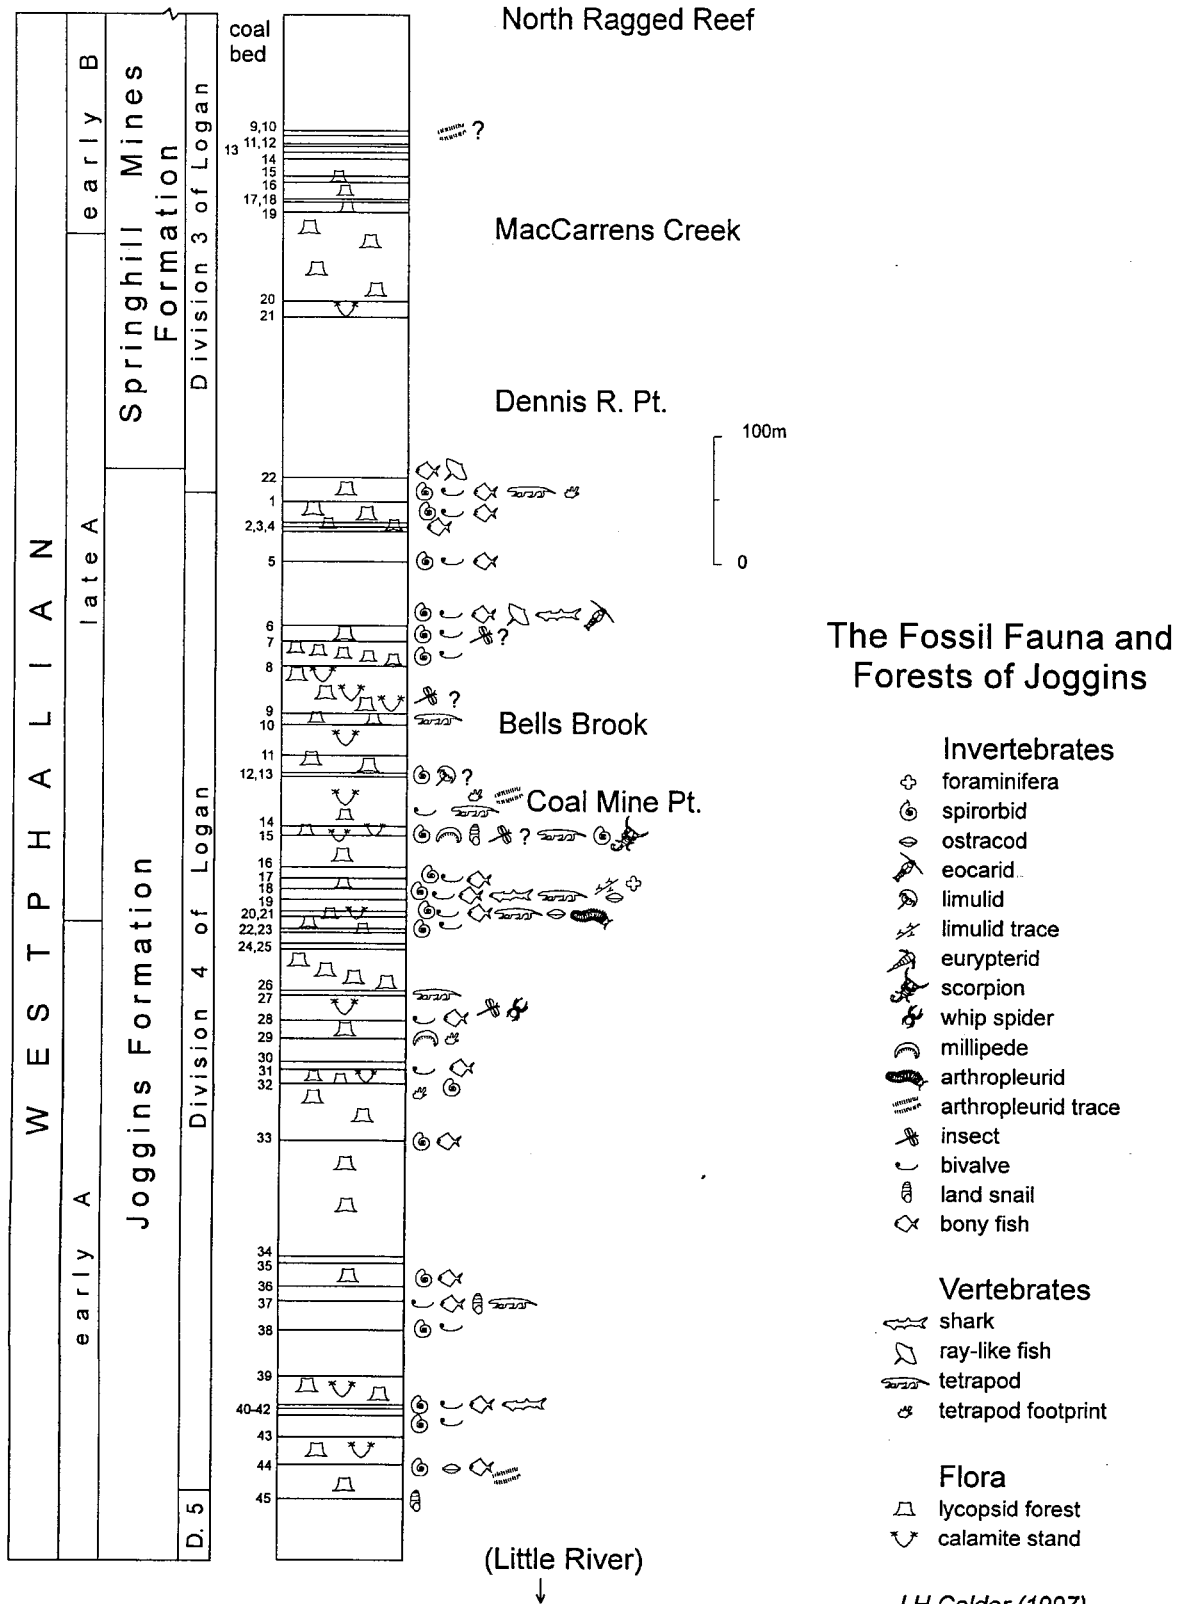 North Ragged Reef
coal
bed
early B
Springhill Mines
Formation
Division 3 of Logan
9,10
11,12
13
14
15
16
17,18
19
?
MacCarrens Creek
20
21
Dennis R. Pt.
100m
0
22
1
2,3,4
5
WESTPHALIAN
late A
6
7
8
9
10
?
?
Bells Brook
11
12,13
?
Coal Mine Pt.
14
15
?
16
17
18
19
20,21
22,23
24,25
26
27
28
29
30
31
32
33
34
35
36
37
38
39
40-42
43
44
45
Joggins Formation
Division 4 of Logan
early A
D. 5
(Little River)
The Fossil Fauna and
Forests of Joggins
Invertebrates
foraminifera
spirorbid
ostracod
eocarid
limulid
limulid trace
eurypterid
scorpion
whip spider
millipede
arthropleurid
arthropleurid trace
insect
bivalve
land snail
bony fish
Vertebrates
shark
ray-like fish
tetrapod
tetrapod footprint
Flora
lycopsid forest
calamite stand
J.H.Calder (1997)